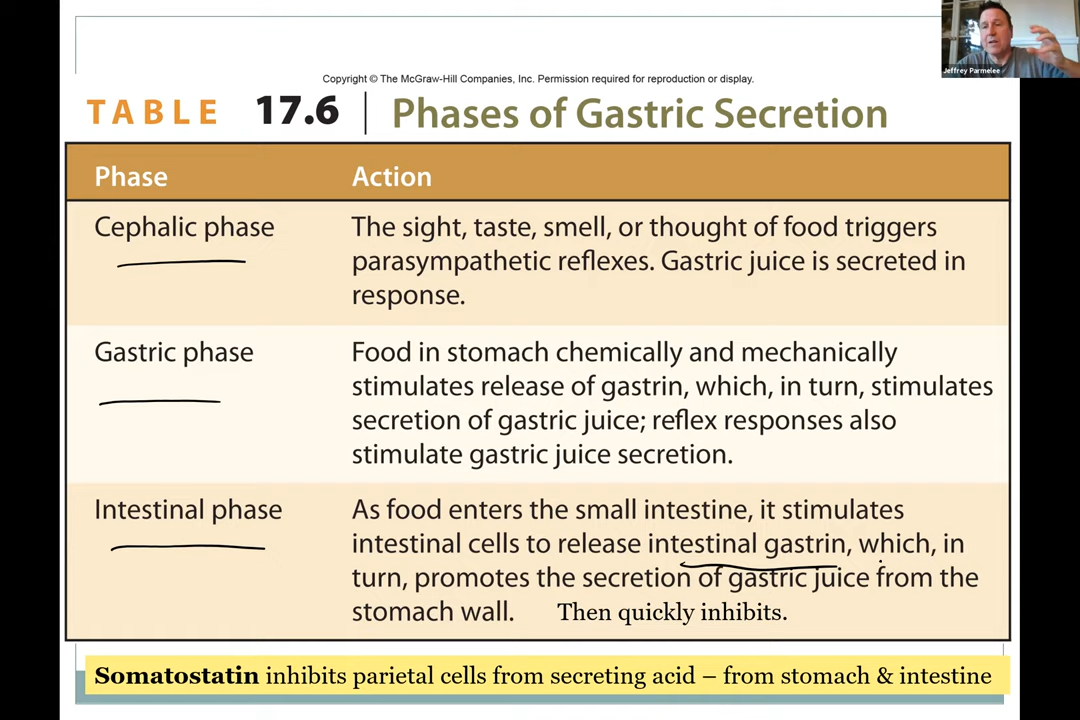 Jeffrey Parmelee
Copyright © The McGraw-Hill Companies, Inc. Permission required for reproduction or display.
TABLE 17.6 | Phases of Gastric Secretion
Phase Action
Cephalic phase The sight, taste, smell, or thought of food triggers
parasympathetic reflexes. Gastric juice is secreted in
response.
Gastric phase Food in stomach chemically and mechanically
stimulates release of gastrin, which, in turn, stimulates
secretion of gastric juice; reflex responses also
stimulate gastric juice secretion.
Intestinal phase As food enters the small intestine, it stimulates
intestinal cells to release intestinal gastrin, which, in
turn, promotes the secretion of gastric juice from the
stomach wall. Then quickly inhibits.
Somatostatin inhibits parietal cells from secreting acid – from stomach & intestine